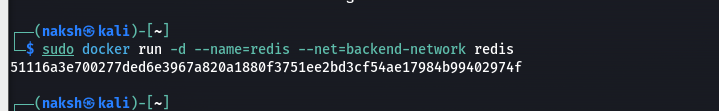 ┌──(naksh㉿kali)-[~]
└─$ sudo docker run -d --name=redis --net=backend-network redis
51116a3e700277ded6e3967a820a1880f3751ee2bd3cf54ae17984b99402974f
┌──(naksh㉿kali)-[~]